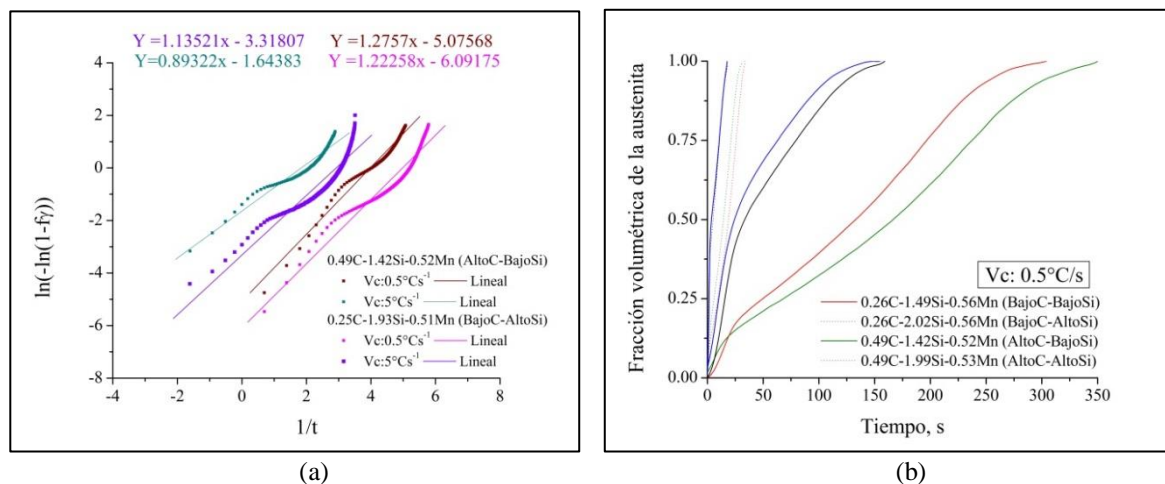 Y =1.13521x - 3.31807
Y =1.2757x - 5.07568
Y=0.89322x - 1.64383
Y =1.22258x - 6.09175
4
2
0
-2
-4
-6
-8
ln(-ln(1-fγ))
0.49C-1.42Si-0.52Mn (AltoC-BajoSi)
Vc:0.5°Cs⁻¹ Lineal
Vc:5°Cs⁻¹ Lineal
0.25C-1.93Si-0.51Mn (BajoC-AltoSi)
Vc:0.5°Cs⁻¹ Lineal
Vc:5°Cs⁻¹ Lineal
-4 -2 0 2 4 6 8
1/t
(a)
1.00
0.75
0.50
0.25
0.00
Fracción volumétrica de la austenita
Vc: 0.5°C/s
0.26C-1.49Si-0.56Mn (BajoC-BajoSi)
0.26C-2.02Si-0.56Mn (BajoC-AltoSi)
0.49C-1.42Si-0.52Mn (AltoC-BajoSi)
0.49C-1.99Si-0.53Mn (AltoC-AltoSi)
0 50 100 150 200 250 300 350
Tiempo, s
(b)